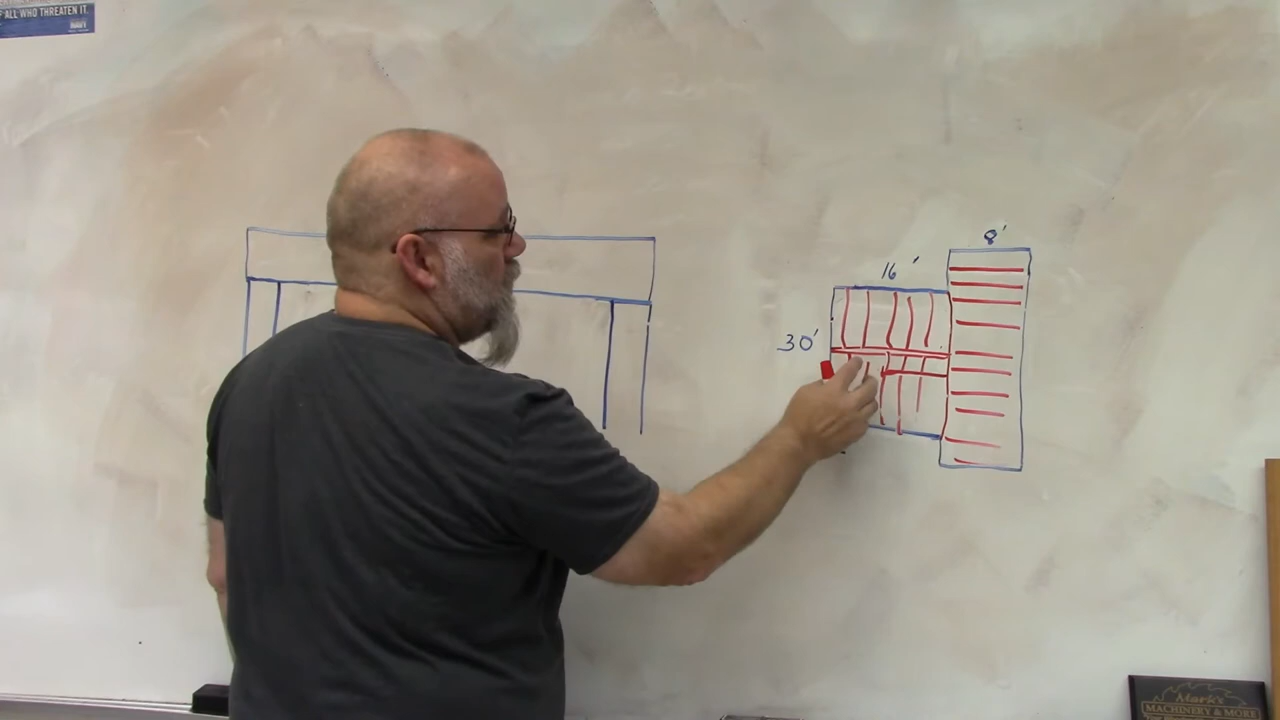 F ALL WHO THREATEN IT.
8'
16'
30'
Mark's
MACHINERY & MORE